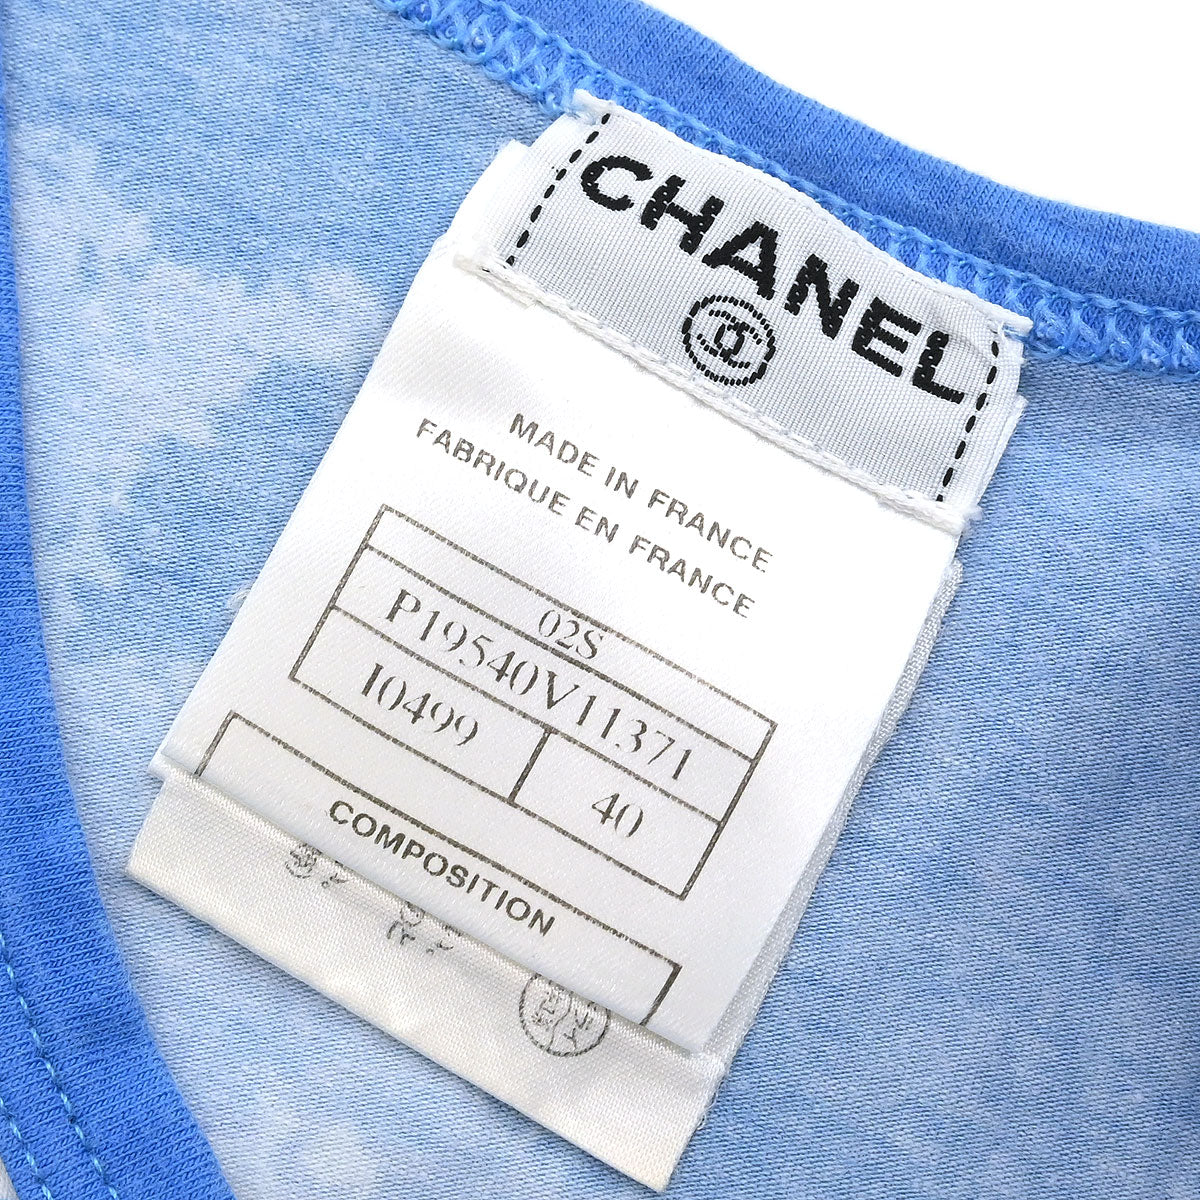 CHANEL
MADE IN FRANCE
FABRIQUE EN FRANCE
02S
P19540V11371
10499
40
COMPOSITION